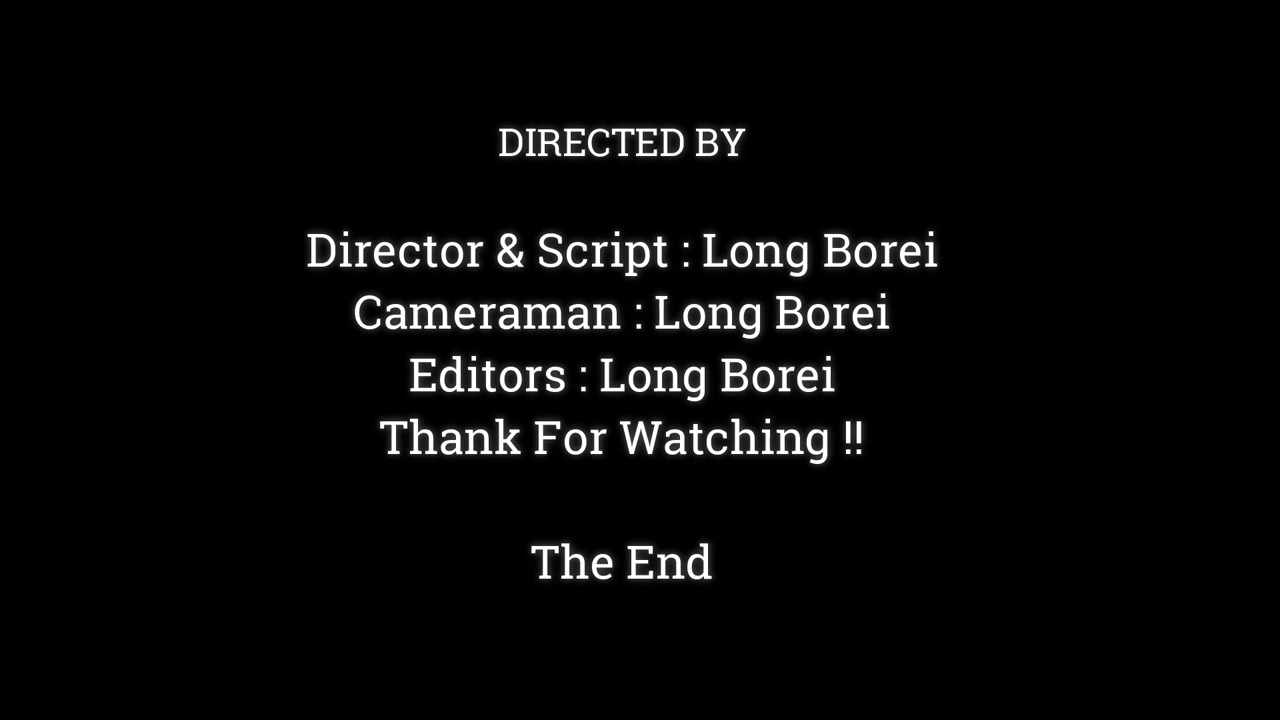 DIRECTED BY
Director & Script : Long Borei
Cameraman : Long Borei
Editors : Long Borei
Thank For Watching !!
The End